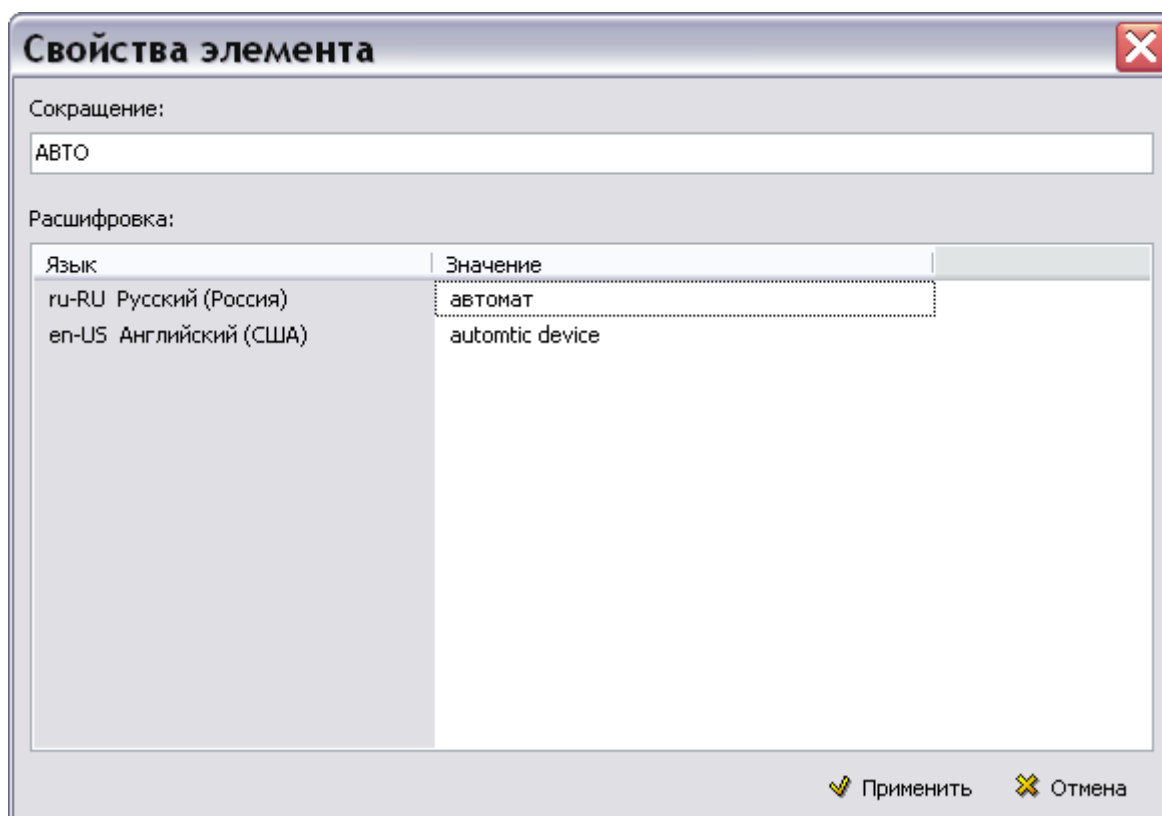 Свойства элемента
Сокращение:
АВТО
Расшифровка:
Язык Значение
ru-RU Русский (Россия) автомат
en-US Английский (США) automtic device
Применить Отмена